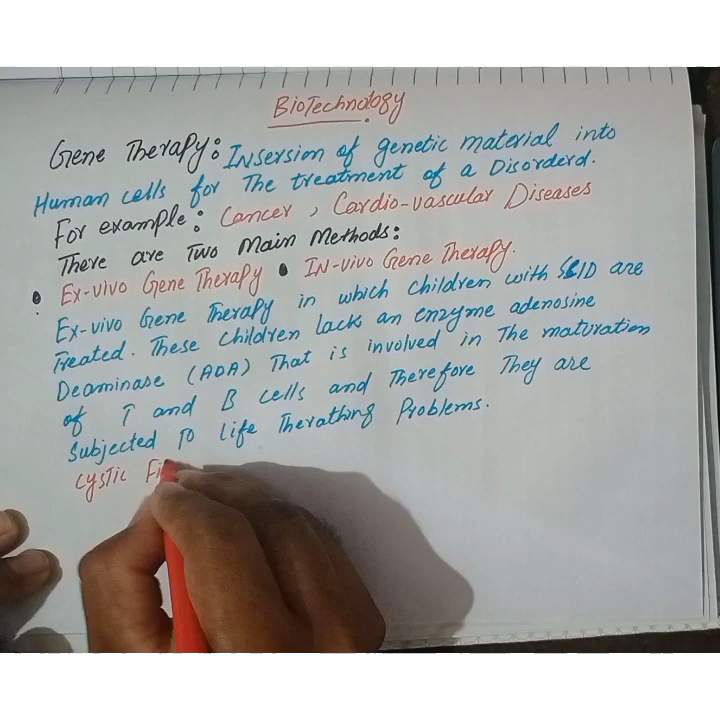 BioTechnology
Gene Therapy: Insersion of genetic material into
Human cells for The treatment of a Disorderd.
For example: Cancer, Cardio-vascular Diseases
There are Two Main Methods:
• Ex-vivo Gene Therapy • IN-vivo Gene Therapy.
Ex-vivo Gene Therapy in which children with SCID are
Treated. These children lack an enzyme adenosine
Deaminase (ADA) That is involved in The maturation
of T and B cells and Therefore They are
Subjected To life Therathing Problems.
Cystic Fi